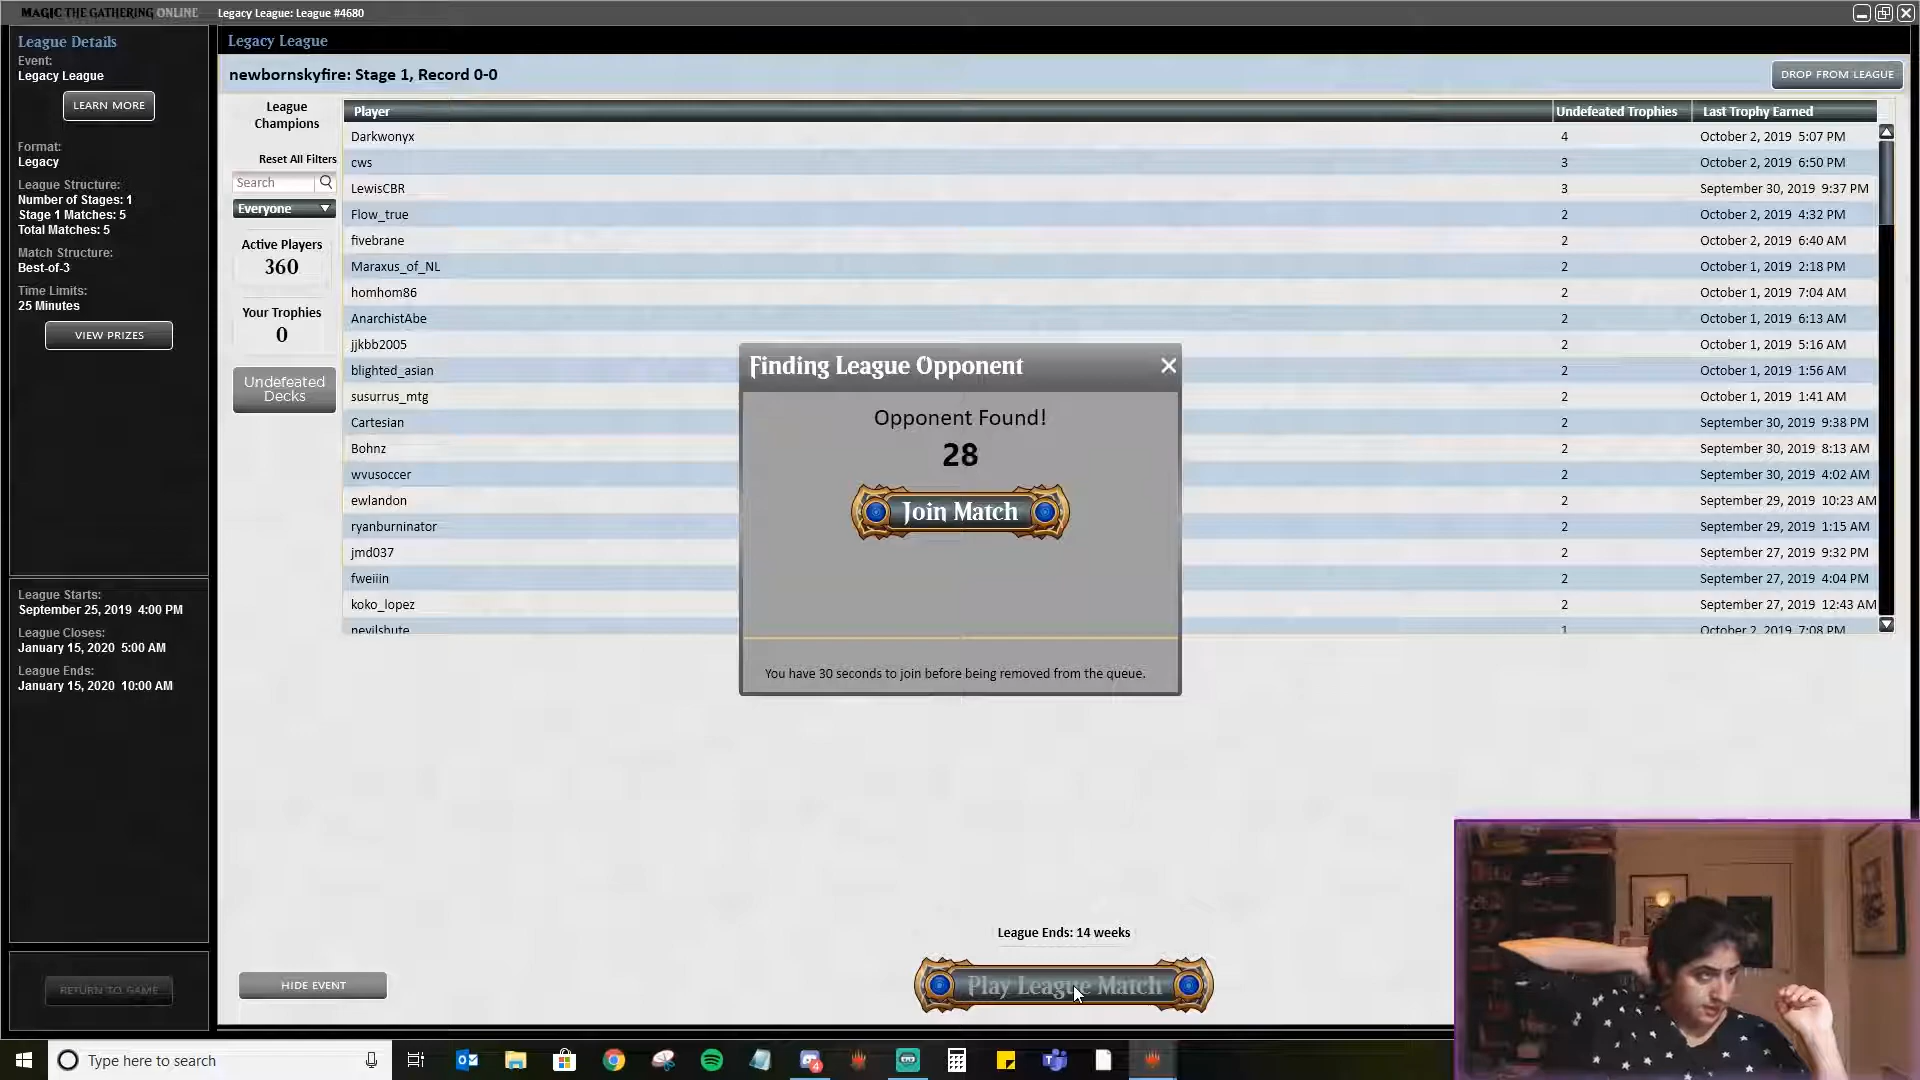 MAGIC THE GATHERING ONLINE
Legacy League: League #4680
League Details
Event:
Legacy League
LEARN MORE
Format:
Legacy
League Structure:
Number of Stages: 1
Stage 1 Matches: 5
Total Matches: 5
Match Structure:
Best-of-3
Time Limits:
25 Minutes
VIEW PRIZES
League Starts:
September 25, 2019 4:00 PM
League Closes:
January 15, 2020 5:00 AM
League Ends:
January 15, 2020 10:00 AM
RETURN TO GAME
Legacy League
newbornskyfire: Stage 1, Record 0-0
DROP FROM LEAGUE
League
Champions
Reset All Filters
Search
Everyone
Active Players
360
Your Trophies
0
Undefeated
Decks
Player Undefeated Trophies Last Trophy Earned
Darkwonyx 4 October 2, 2019 5:07 PM
cws 3 October 2, 2019 6:50 PM
LewisCBR 3 September 30, 2019 9:37 PM
Flow_true 2 October 2, 2019 4:32 PM
fivebrane 2 October 2, 2019 6:40 AM
Maraxus_of_NL 2 October 1, 2019 2:18 PM
homhom86 2 October 1, 2019 7:04 AM
AnarchistAbe 2 October 1, 2019 6:13 AM
jjkbb2005 2 October 1, 2019 5:16 AM
blighted_asian 2 October 1, 2019 1:56 AM
susurrus_mtg 2 October 1, 2019 1:41 AM
Cartesian 2 September 30, 2019 9:38 PM
Bohnz 2 September 30, 2019 8:13 AM
wvusoccer 2 September 30, 2019 4:02 AM
ewlandon 2 September 29, 2019 10:23 AM
ryanburninator 2 September 29, 2019 1:15 AM
jmd037 2 September 27, 2019 9:32 PM
fweiiin 2 September 27, 2019 4:04 PM
koko_lopez 2 September 27, 2019 12:43 AM
nevilshute 1 October 2, 2019 7:08 PM
Finding League Opponent
Opponent Found!
28
Join Match
You have 30 seconds to join before being removed from the queue.
League Ends: 14 weeks
HIDE EVENT
Play League Match
Type here to search
4